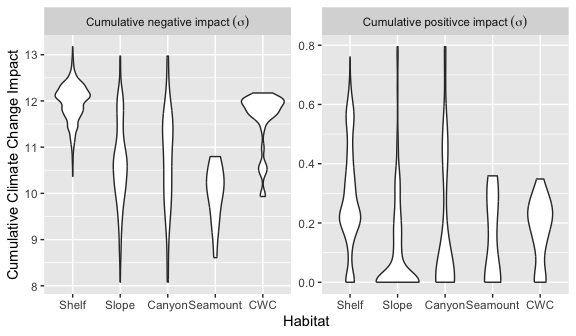 Cumulative negative impact (σ)
Cumulative positivce impact (σ)
Cumulative Climate Change Impact
13
12
11
10
9
8
0.8
0.6
0.4
0.2
0.0
Shelf Slope Canyon Seamount CWC
Shelf Slope Canyon Seamount CWC
Habitat